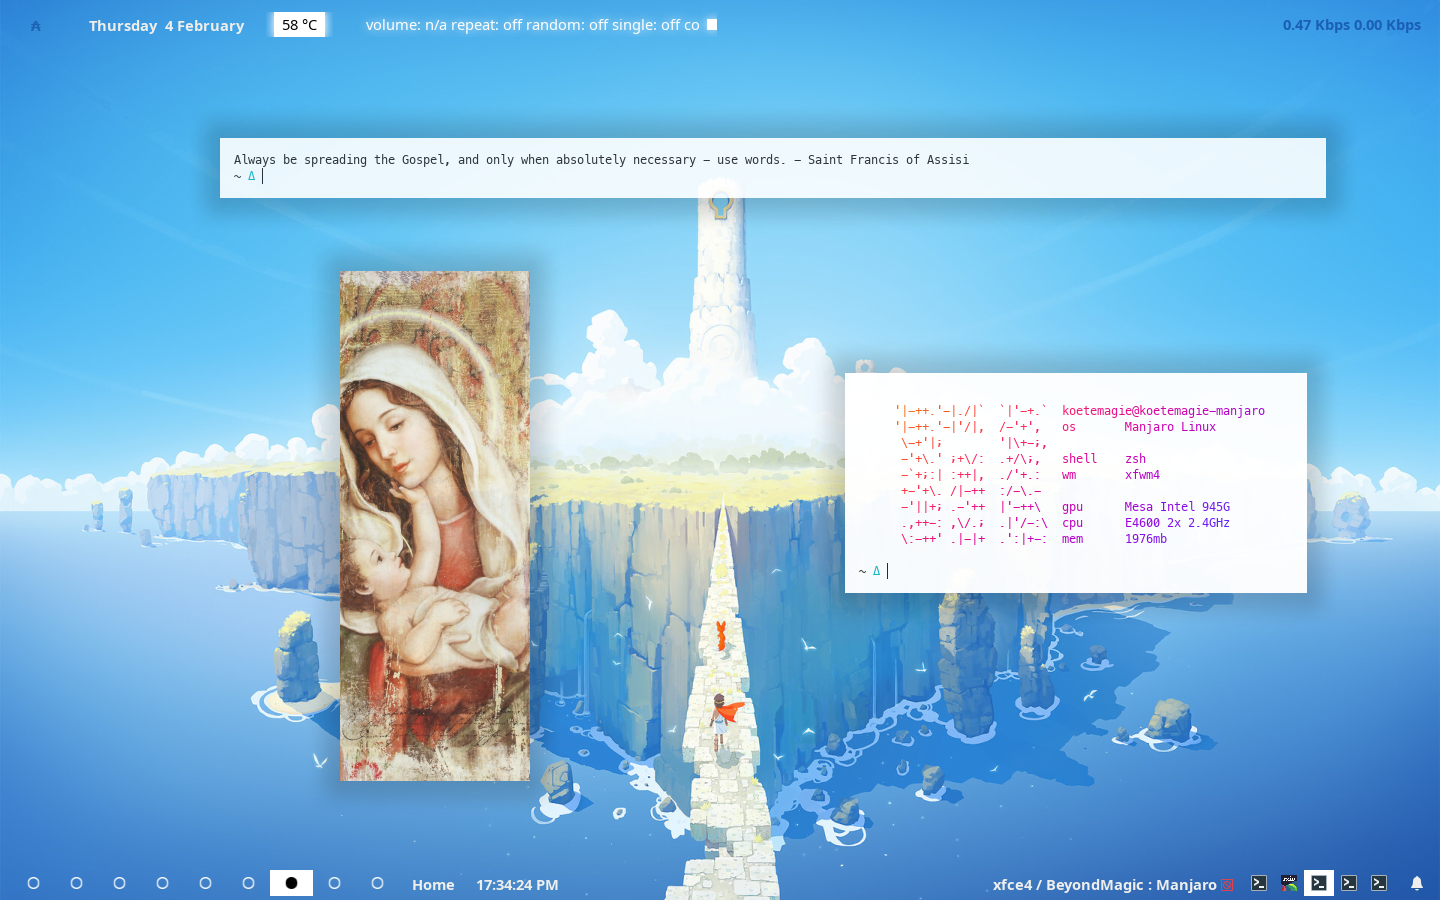 Thursday 4 February
58 °C
volume: n/a repeat: off random: off single: off co
0.47 Kbps 0.00 Kbps
Always be spreading the Gospel, and only when absolutely necessary – use words. – Saint Francis of Assisi
~ Δ
koetemagie@koetemagie–manjaro
os Manjaro Linux
shell zsh
wm xfwm4
gpu Mesa Intel 945G
cpu E4600 2x 2.4GHz
mem 1976mb
~ Δ
Home 17:34:24 PM
xfce4 / BeyondMagic : Manjaro